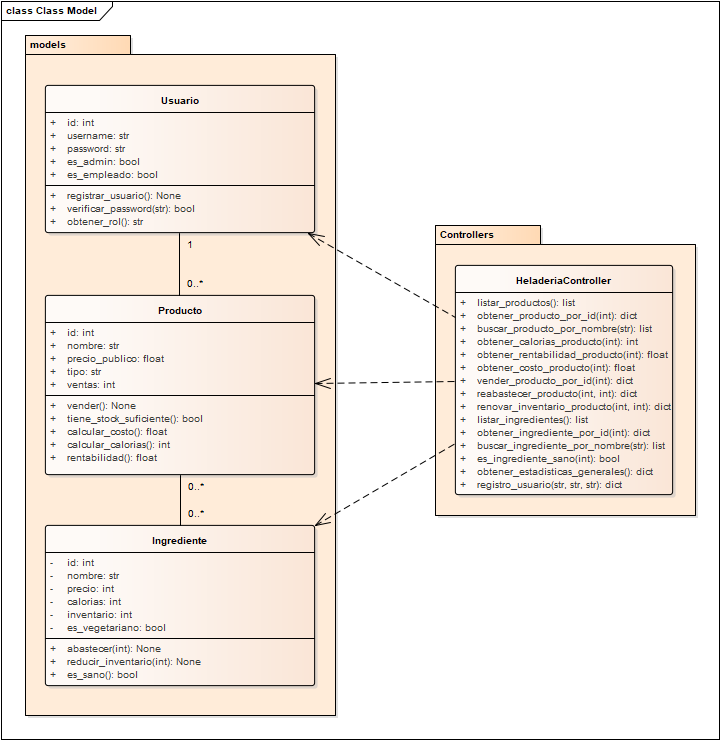 class Class Model
models
Usuario
+ id: int
+ username: str
+ password: str
+ es_admin: bool
+ es_empleado: bool
+ registrar_usuario(): None
+ verificar_password(str): bool
+ obtener_rol(): str
1
0..*
Producto
+ id: int
+ nombre: str
+ precio_publico: float
+ tipo: str
+ ventas: int
+ vender(): None
+ tiene_stock_suficiente(): bool
+ calcular_costo(): float
+ calcular_calorias(): int
+ rentabilidad(): float
0..*
0..*
Ingrediente
- id: int
- nombre: str
- precio: int
- calorias: int
- inventario: int
- es_vegetariano: bool
+ abastecer(int): None
+ reducir_inventario(int): None
+ es_sano(): bool
Controllers
HeladeriaController
+ listar_productos(): list
+ obtener_producto_por_id(int): dict
+ buscar_producto_por_nombre(str): list
+ obtener_calorias_producto(int): int
+ obtener_rentabilidad_producto(int): float
+ obtener_costo_producto(int): float
+ vender_producto_por_id(int): dict
+ reabastecer_producto(int, int): dict
+ renovar_inventario_producto(int, int): dict
+ listar_ingredientes(): list
+ obtener_ingrediente_por_id(int): dict
+ buscar_ingrediente_por_nombre(str): list
+ es_ingrediente_sano(int): bool
+ obtener_estadisticas_generales(): dict
+ registro_usuario(str, str, str): dict